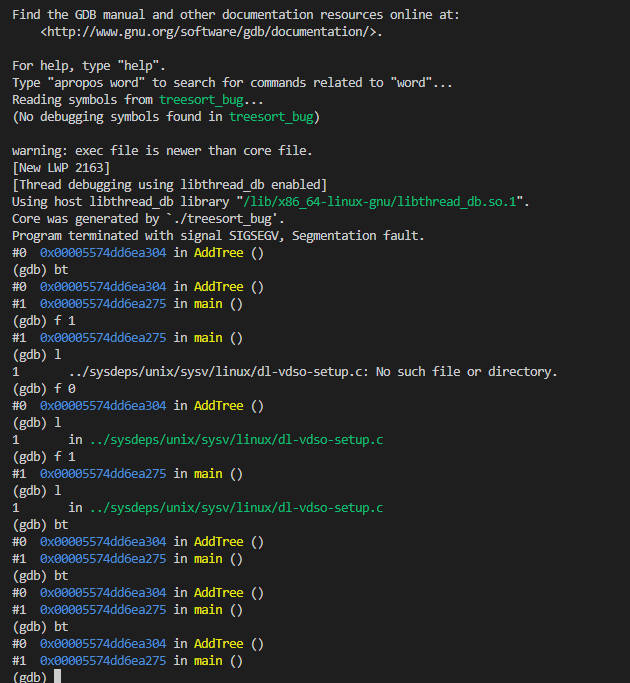 Find the GDB manual and other documentation resources online at:
    <http://www.gnu.org/software/gdb/documentation/>.

For help, type "help".
Type "apropos word" to search for commands related to "word"...
Reading symbols from treesort_bug...
(No debugging symbols found in treesort_bug)

warning: exec file is newer than core file.
[New LWP 2163]
[Thread debugging using libthread_db enabled]
Using host libthread_db library "/lib/x86_64-linux-gnu/libthread_db.so.1".
Core was generated by `./treesort_bug'.
Program terminated with signal SIGSEGV, Segmentation fault.
#0  0x00005574dd6ea304 in AddTree ()
(gdb) bt
#0  0x00005574dd6ea304 in AddTree ()
#1  0x00005574dd6ea275 in main ()
(gdb) f 1
#1  0x00005574dd6ea275 in main ()
(gdb) l
1       ../sysdeps/unix/sysv/linux/dl-vdso-setup.c: No such file or directory.
(gdb) f 0
#0  0x00005574dd6ea304 in AddTree ()
(gdb) l
1       in ../sysdeps/unix/sysv/linux/dl-vdso-setup.c
(gdb) f 1
#1  0x00005574dd6ea275 in main ()
(gdb) l
1       in ../sysdeps/unix/sysv/linux/dl-vdso-setup.c
(gdb) bt
#0  0x00005574dd6ea304 in AddTree ()
#1  0x00005574dd6ea275 in main ()
(gdb) bt
#0  0x00005574dd6ea304 in AddTree ()
#1  0x00005574dd6ea275 in main ()
(gdb) bt
#0  0x00005574dd6ea304 in AddTree ()
#1  0x00005574dd6ea275 in main ()
(gdb)